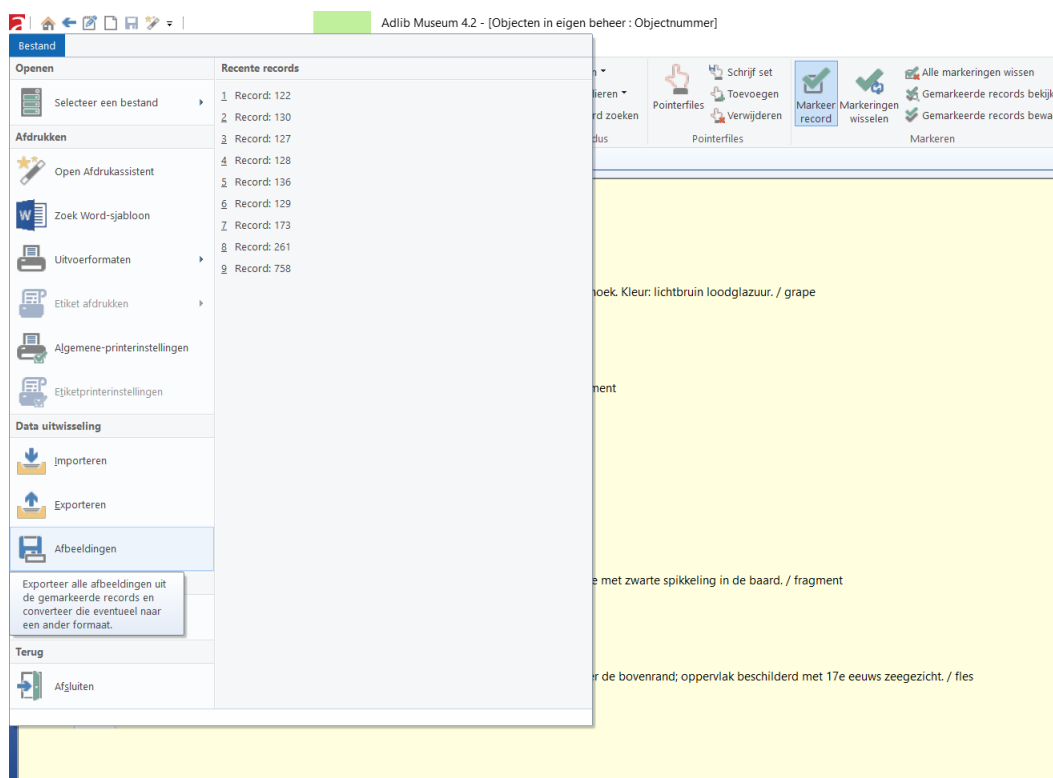 Adlib Museum 4.2 - [Objecten in eigen beheer : Objectnummer]
Bestand
Openen
Selecteer een bestand
Afdrukken
Open Afdrukassistent
Zoek Word-sjabloon
Uitvoerformaten
Etiket afdrukken
Algemene-printerinstellingen
Etiketprinterinstellingen
Data uitwisseling
Importeren
Exporteren
Afbeeldingen
Exporteer alle afbeeldingen uit
de gemarkeerde records en
converteer die eventueel naar
een ander formaat.
Terug
Afsluiten
Recente records
1 Record: 122
2 Record: 130
3 Record: 127
4 Record: 128
5 Record: 136
6 Record: 129
7 Record: 173
8 Record: 261
9 Record: 758
rd zoeken
Pointerfiles
Schrijf set
Toevoegen
Verwijderen
Pointerfiles
Markeer
record
Markeringen
wisselen
Alle markeringen wissen
Gemarkeerde records bekijk
Gemarkeerde records bewa
Markeren
hoek. Kleur: lichtbruin loodglazuur. / grape
ment
e met zwarte spikkeling in de baard. / fragment
r de bovenrand; oppervlak beschilderd met 17e eeuws zeegezicht. / fles